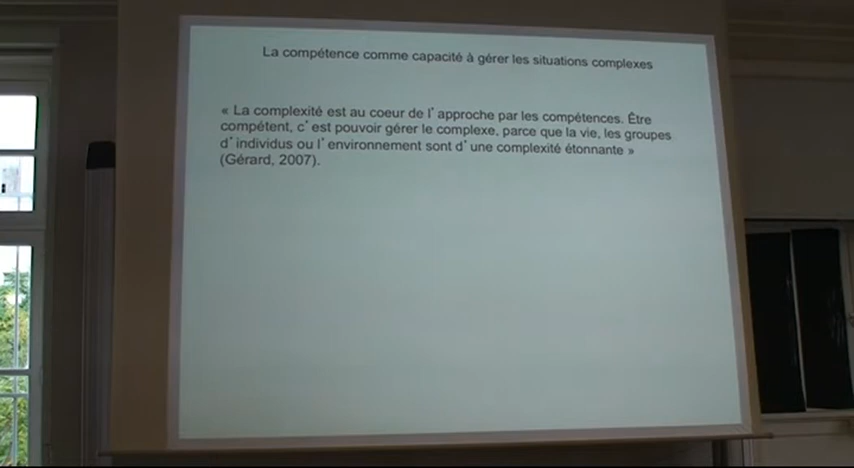 La compétence comme capacité à gérer les situations complexes
« La complexité est au coeur de l'approche par les compétences. Être
compétent, c'est pouvoir gérer le complexe, parce que la vie, les groupes
d'individus ou l'environnement sont d'une complexité étonnante »
(Gérard, 2007).